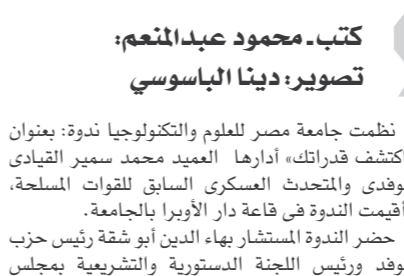 كتب ـ محمود عبدالمنعم:
تصوير: دينا الباسوسي
نظمت جامعة مصر للعلوم والتكنولوجيا ندوة: بعنوان
اكتشف قدراتك» أدارها العميد محمد سمير القيادى
لوفدى والمتحدث العسكرى السابق للقوات المسلحة،
أقيمت الندوة فى قاعة دار الأوبرا بالجامعة.
حضر الندوة المستشار بهاء الدين أبو شقة رئيس حزب
لوفد ورئيس اللجنة الدستورية والتشريعية بمجلس